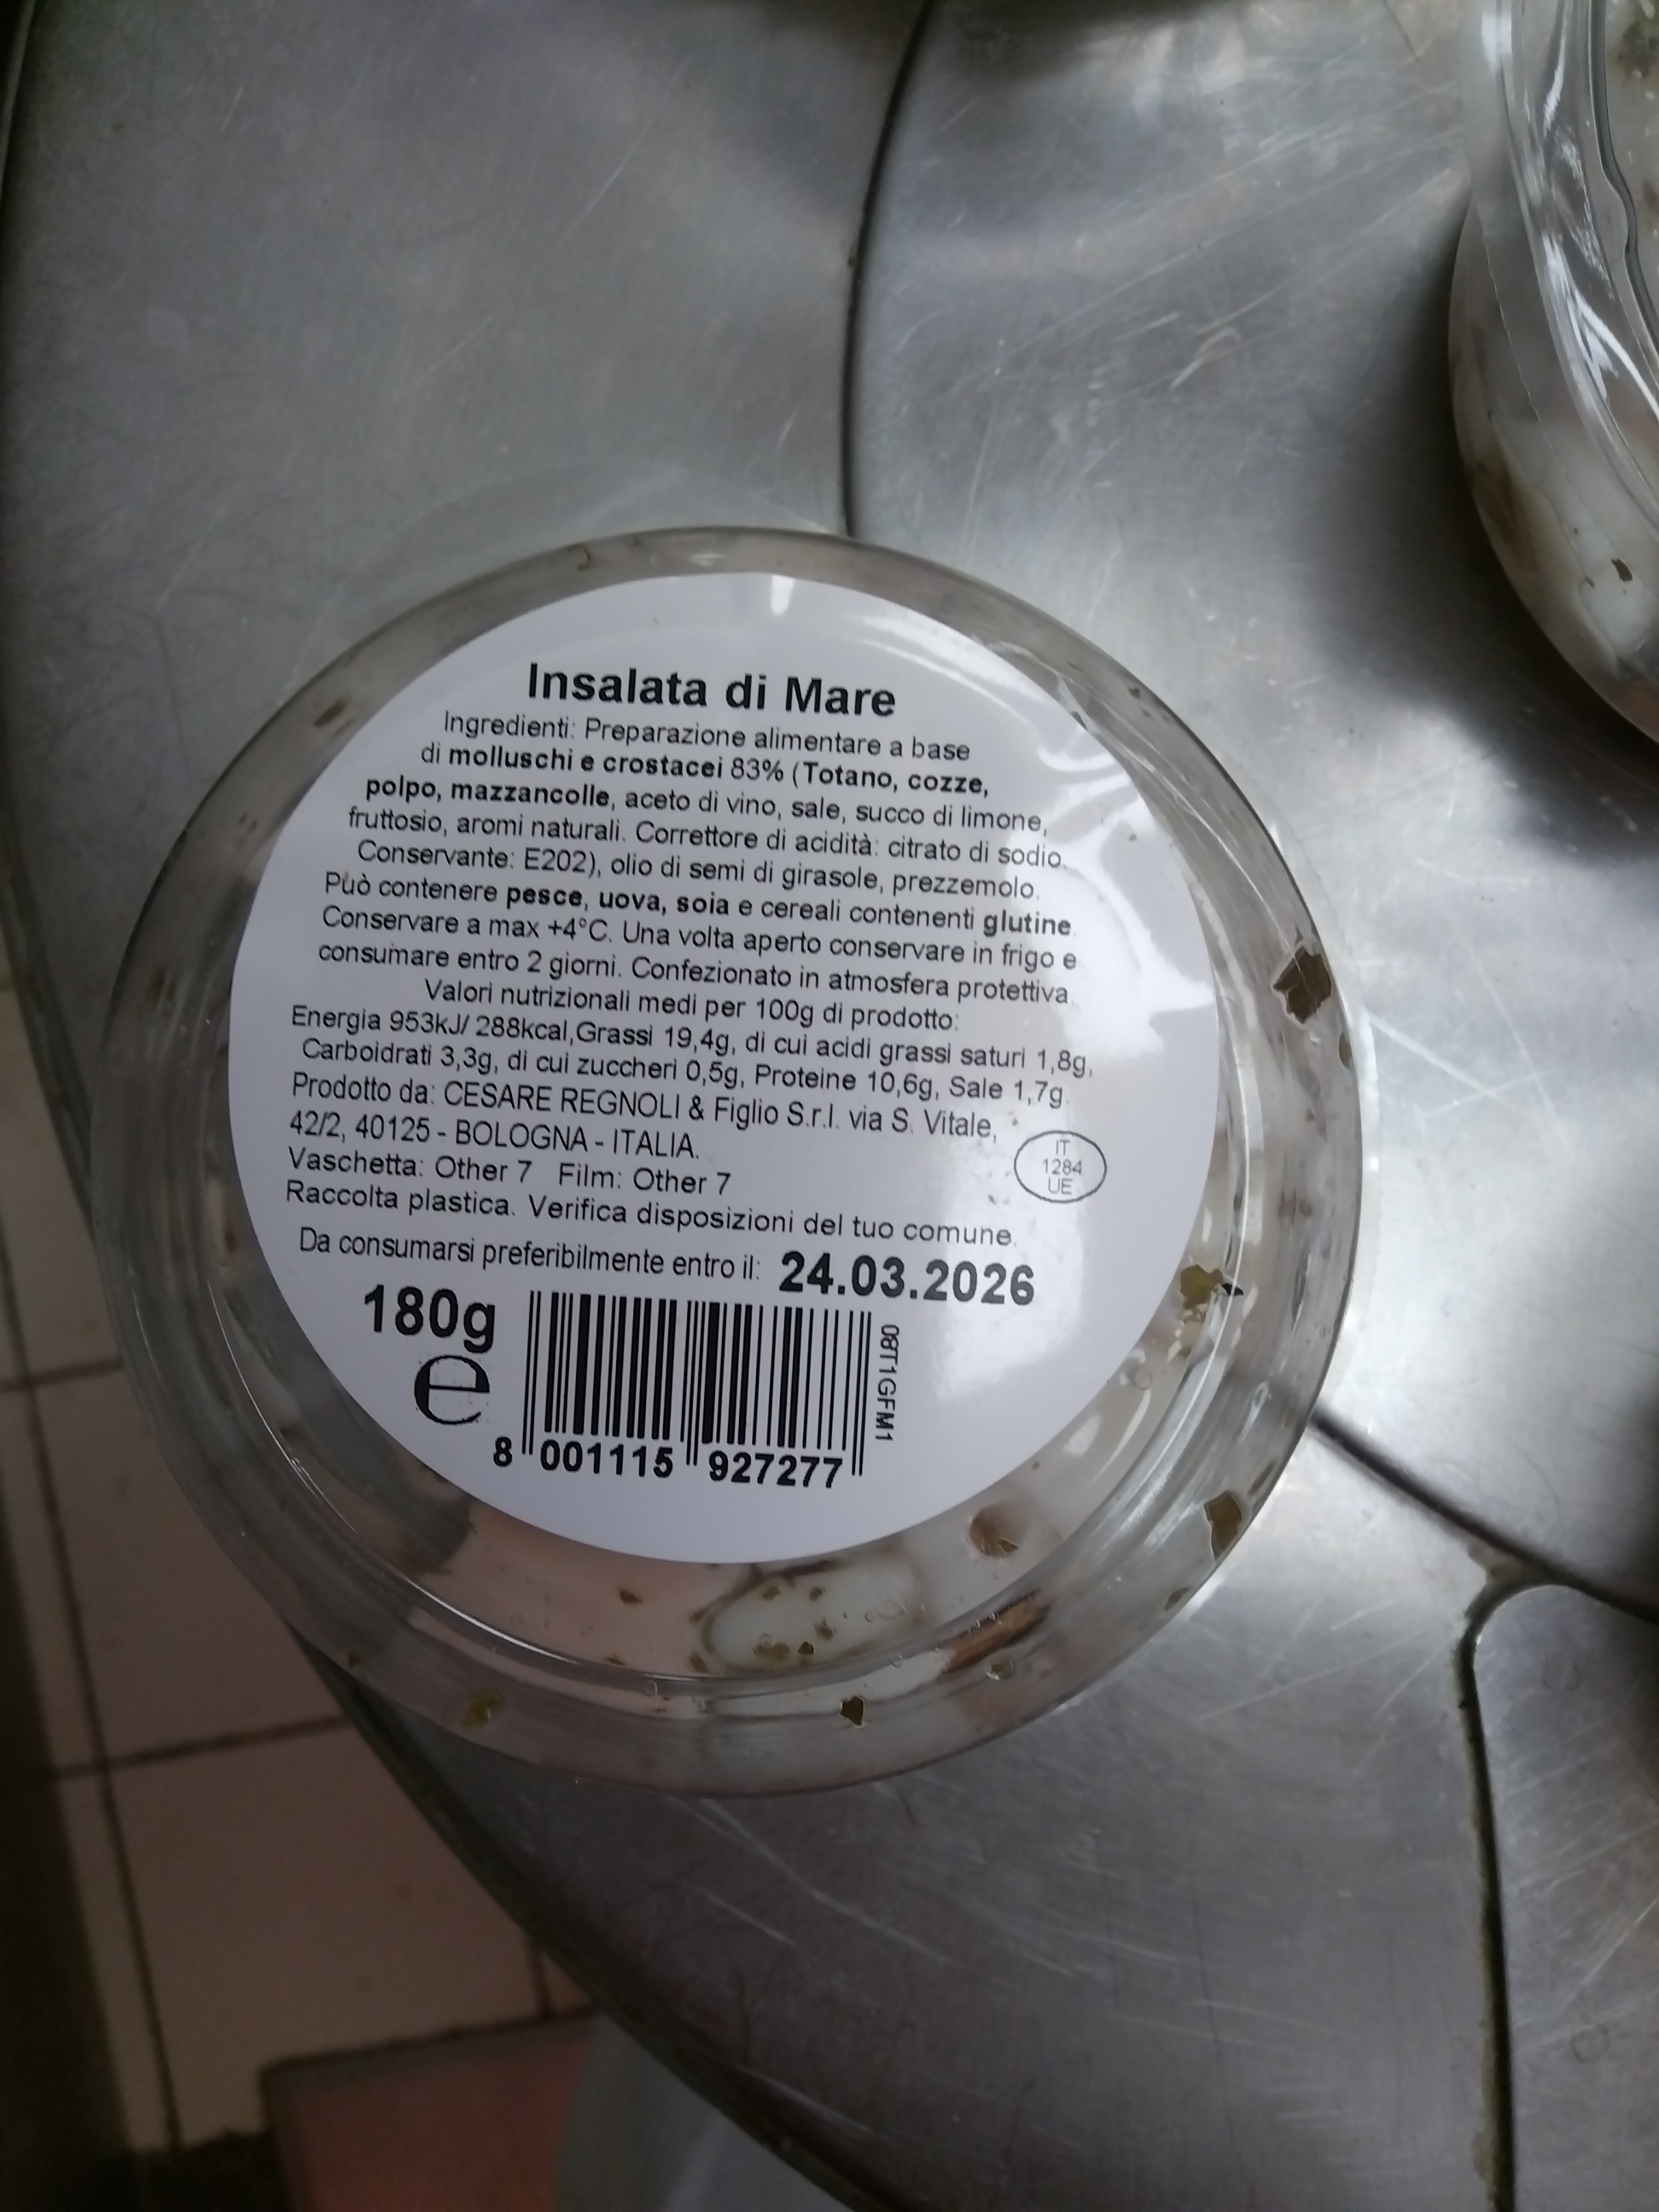 Insalata di Mare
Ingredienti: Preparazione alimentare a base
di molluschi e crostacei 83% (Totano, cozze,
polpo, mazzancolle, aceto di vino, sale, succo di limone,
fruttosio, aromi naturali. Correttore di acidità: citrato di sodio.
Conservante: E202), olio di semi di girasole, prezzemolo.
Può contenere pesce, uova, soia e cereali contenenti glutine.
Conservare a max +4°C. Una volta aperto conservare in frigo e
consumare entro 2 giorni. Confezionato in atmosfera protettiva.
Valori nutrizionali medi per 100g di prodotto:
Energia 953kJ/ 288kcal,Grassi 19,4g, di cui acidi grassi saturi 1,8g,
Carboidrati 3,3g, di cui zuccheri 0,5g, Proteine 10,6g, Sale 1,7g.
Prodotto da: CESARE REGNOLI & Figlio S.r.l. via S. Vitale,
42/2, 40125 - BOLOGNA - ITALIA.
IT
1284
UE
Vaschetta: Other 7 Film: Other 7
Raccolta plastica. Verifica disposizioni del tuo comune.
Da consumarsi preferibilmente entro il: 24.03.2026
180g
e
08T1GFM1
8 001115 927277